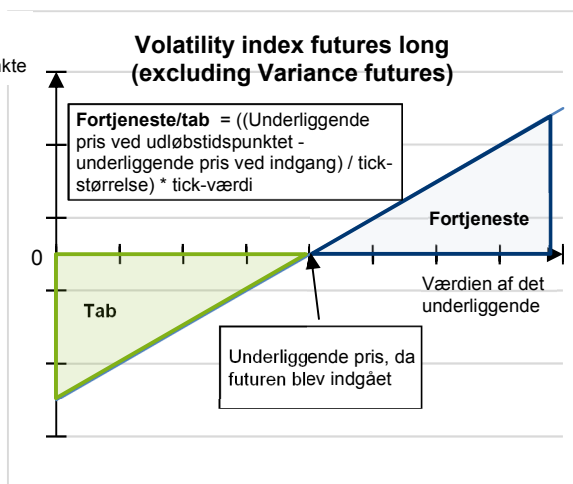 Volatility index futures long
(excluding Variance futures)
Fortjeneste/tab = ((Underliggende
pris ved udløbstidspunktet -
underliggende pris ved indgang) / tick-
størrelse) * tick-værdi
Fortjeneste
0
Værdien af det
underliggende
Tab
Underliggende pris, da
futuren blev indgået